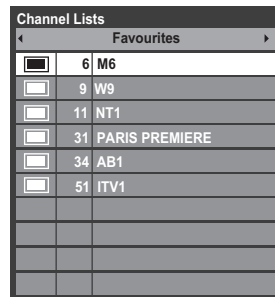 Channel Lists
Favourites
6 M6
9 W9
11 NT1
31 PARIS PREMIERE
34 AB1
51 ITV1